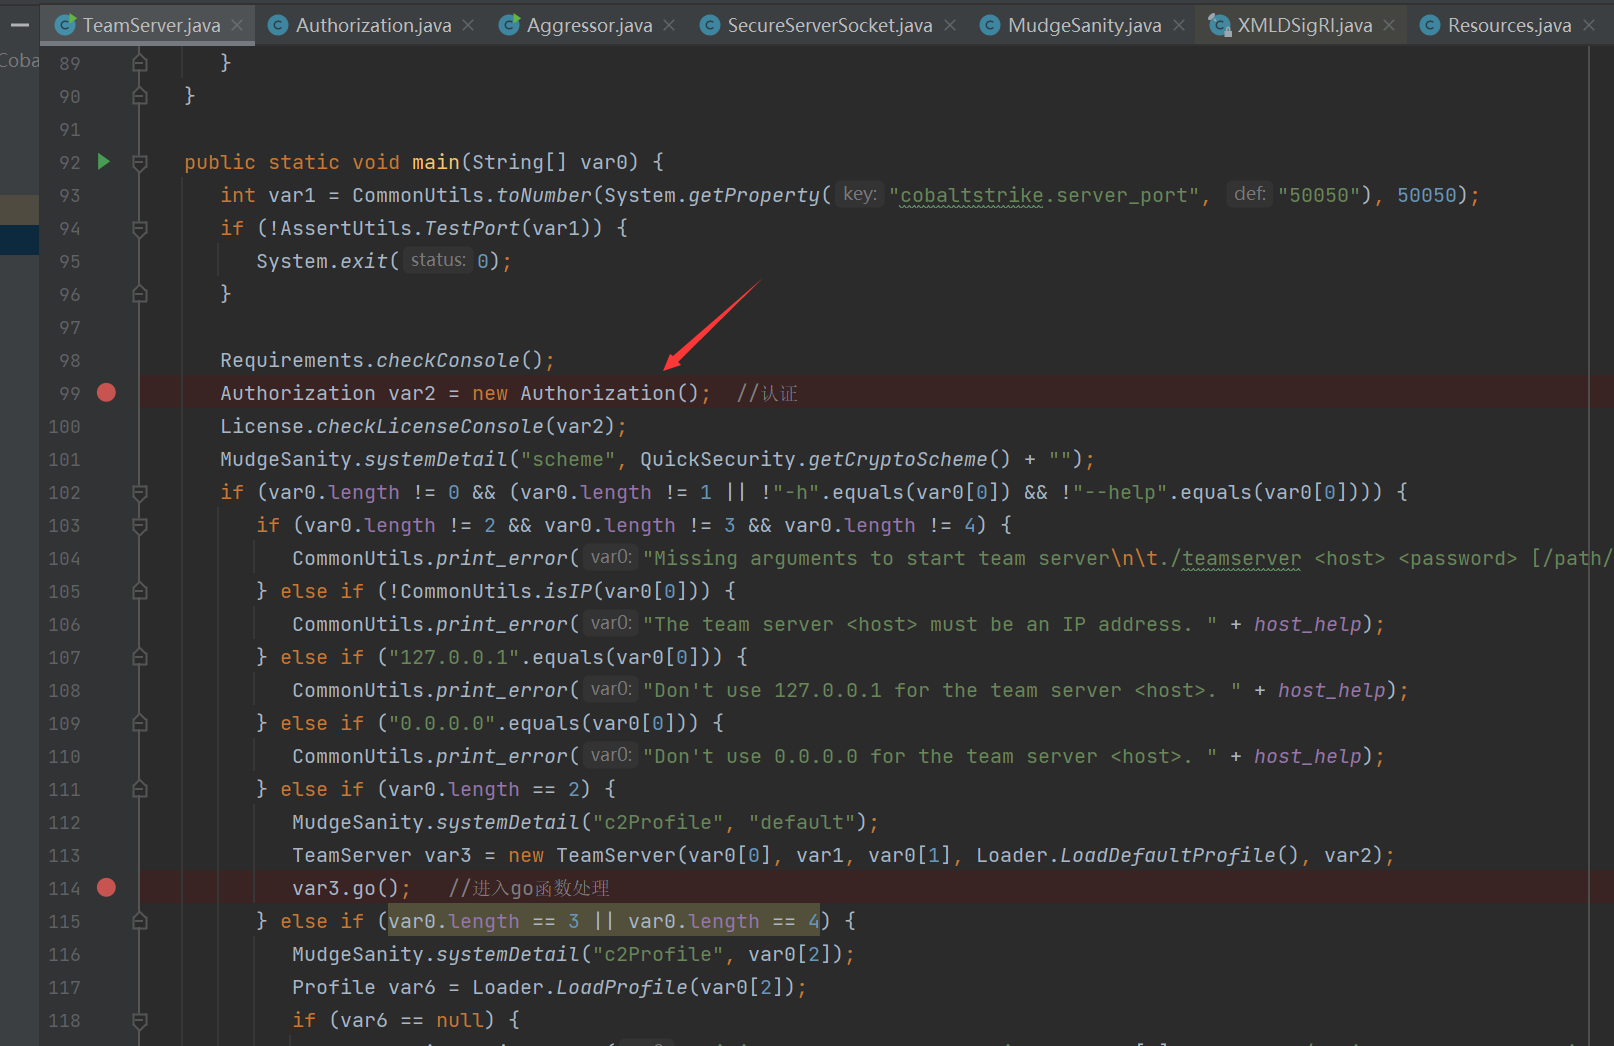 TeamServer.java Authorization.java Aggressor.java SecureServerSocket.java MudgeSanity.java XMLDSigRI.java Resources.java
Coba
89 }
90 }
91
92 public static void main(String[] var0) {
93 int var1 = CommonUtils.toNumber(System.getProperty( key: "cobaltstrike.server_port", def: "50050"), 50050);
94 if (!AssertUtils.TestPort(var1)) {
95 System.exit( status: 0);
96 }
97
98 Requirements.checkConsole();
99 Authorization var2 = new Authorization(); //认证
100 License.checkLicenseConsole(var2);
101 MudgeSanity.systemDetail("scheme", QuickSecurity.getCryptoScheme() + "");
102 if (var0.length != 0 && (var0.length != 1 || !"-h".equals(var0[0]) && !"--help".equals(var0[0]))) {
103 if (var0.length != 2 && var0.length != 3 && var0.length != 4) {
104 CommonUtils.print_error( var0: "Missing arguments to start team server\n\t./teamserver <host> <password> [/path/
105 } else if (!CommonUtils.isIP(var0[0])) {
106 CommonUtils.print_error( var0: "The team server <host> must be an IP address. " + host_help);
107 } else if ("127.0.0.1".equals(var0[0])) {
108 CommonUtils.print_error( var0: "Don't use 127.0.0.1 for the team server <host>. " + host_help);
109 } else if ("0.0.0.0".equals(var0[0])) {
110 CommonUtils.print_error( var0: "Don't use 0.0.0.0 for the team server <host>. " + host_help);
111 } else if (var0.length == 2) {
112 MudgeSanity.systemDetail("c2Profile", "default");
113 TeamServer var3 = new TeamServer(var0[0], var1, var0[1], Loader.LoadDefaultProfile(), var2);
114 var3.go(); //进入go函数处理
115 } else if (var0.length == 3 || var0.length == 4) {
116 MudgeSanity.systemDetail("c2Profile", var0[2]);
117 Profile var6 = Loader.LoadProfile(var0[2]);
118 if (var6 == null) {